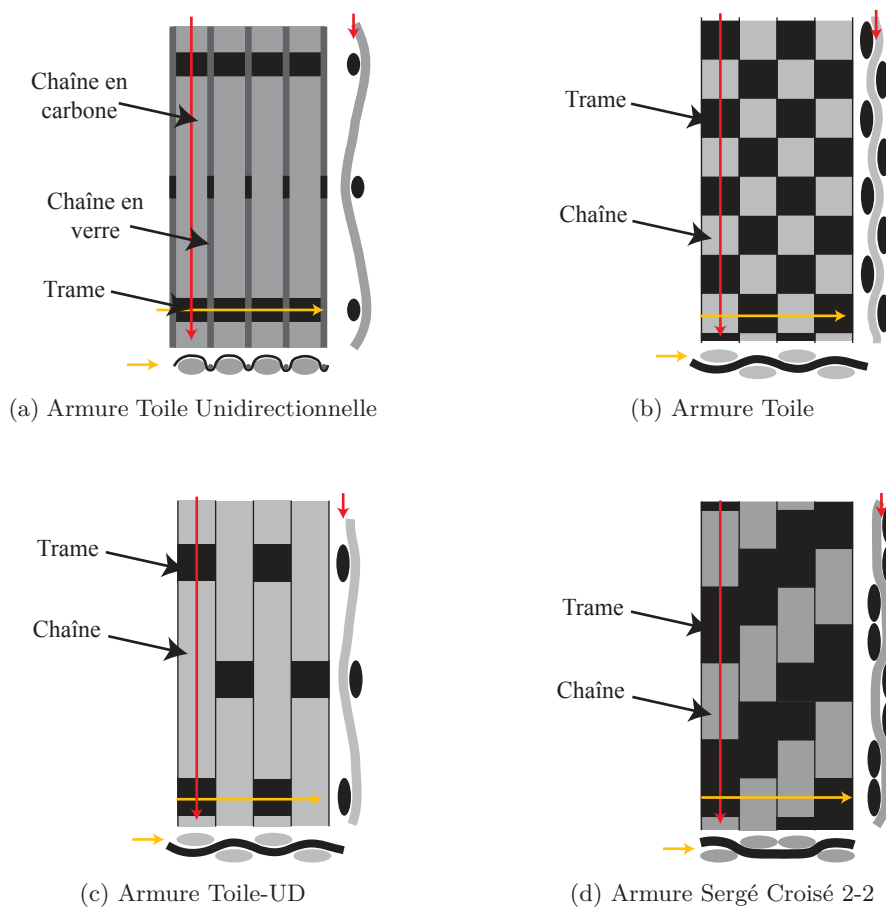 Chaîne en
carbone
Chaîne en
verre
Trame
(a) Armure Toile Unidirectionnelle
Trame
Chaîne
(b) Armure Toile
Trame
Chaîne
(c) Armure Toile-UD
Trame
Chaîne
(d) Armure Sergé Croisé 2-2